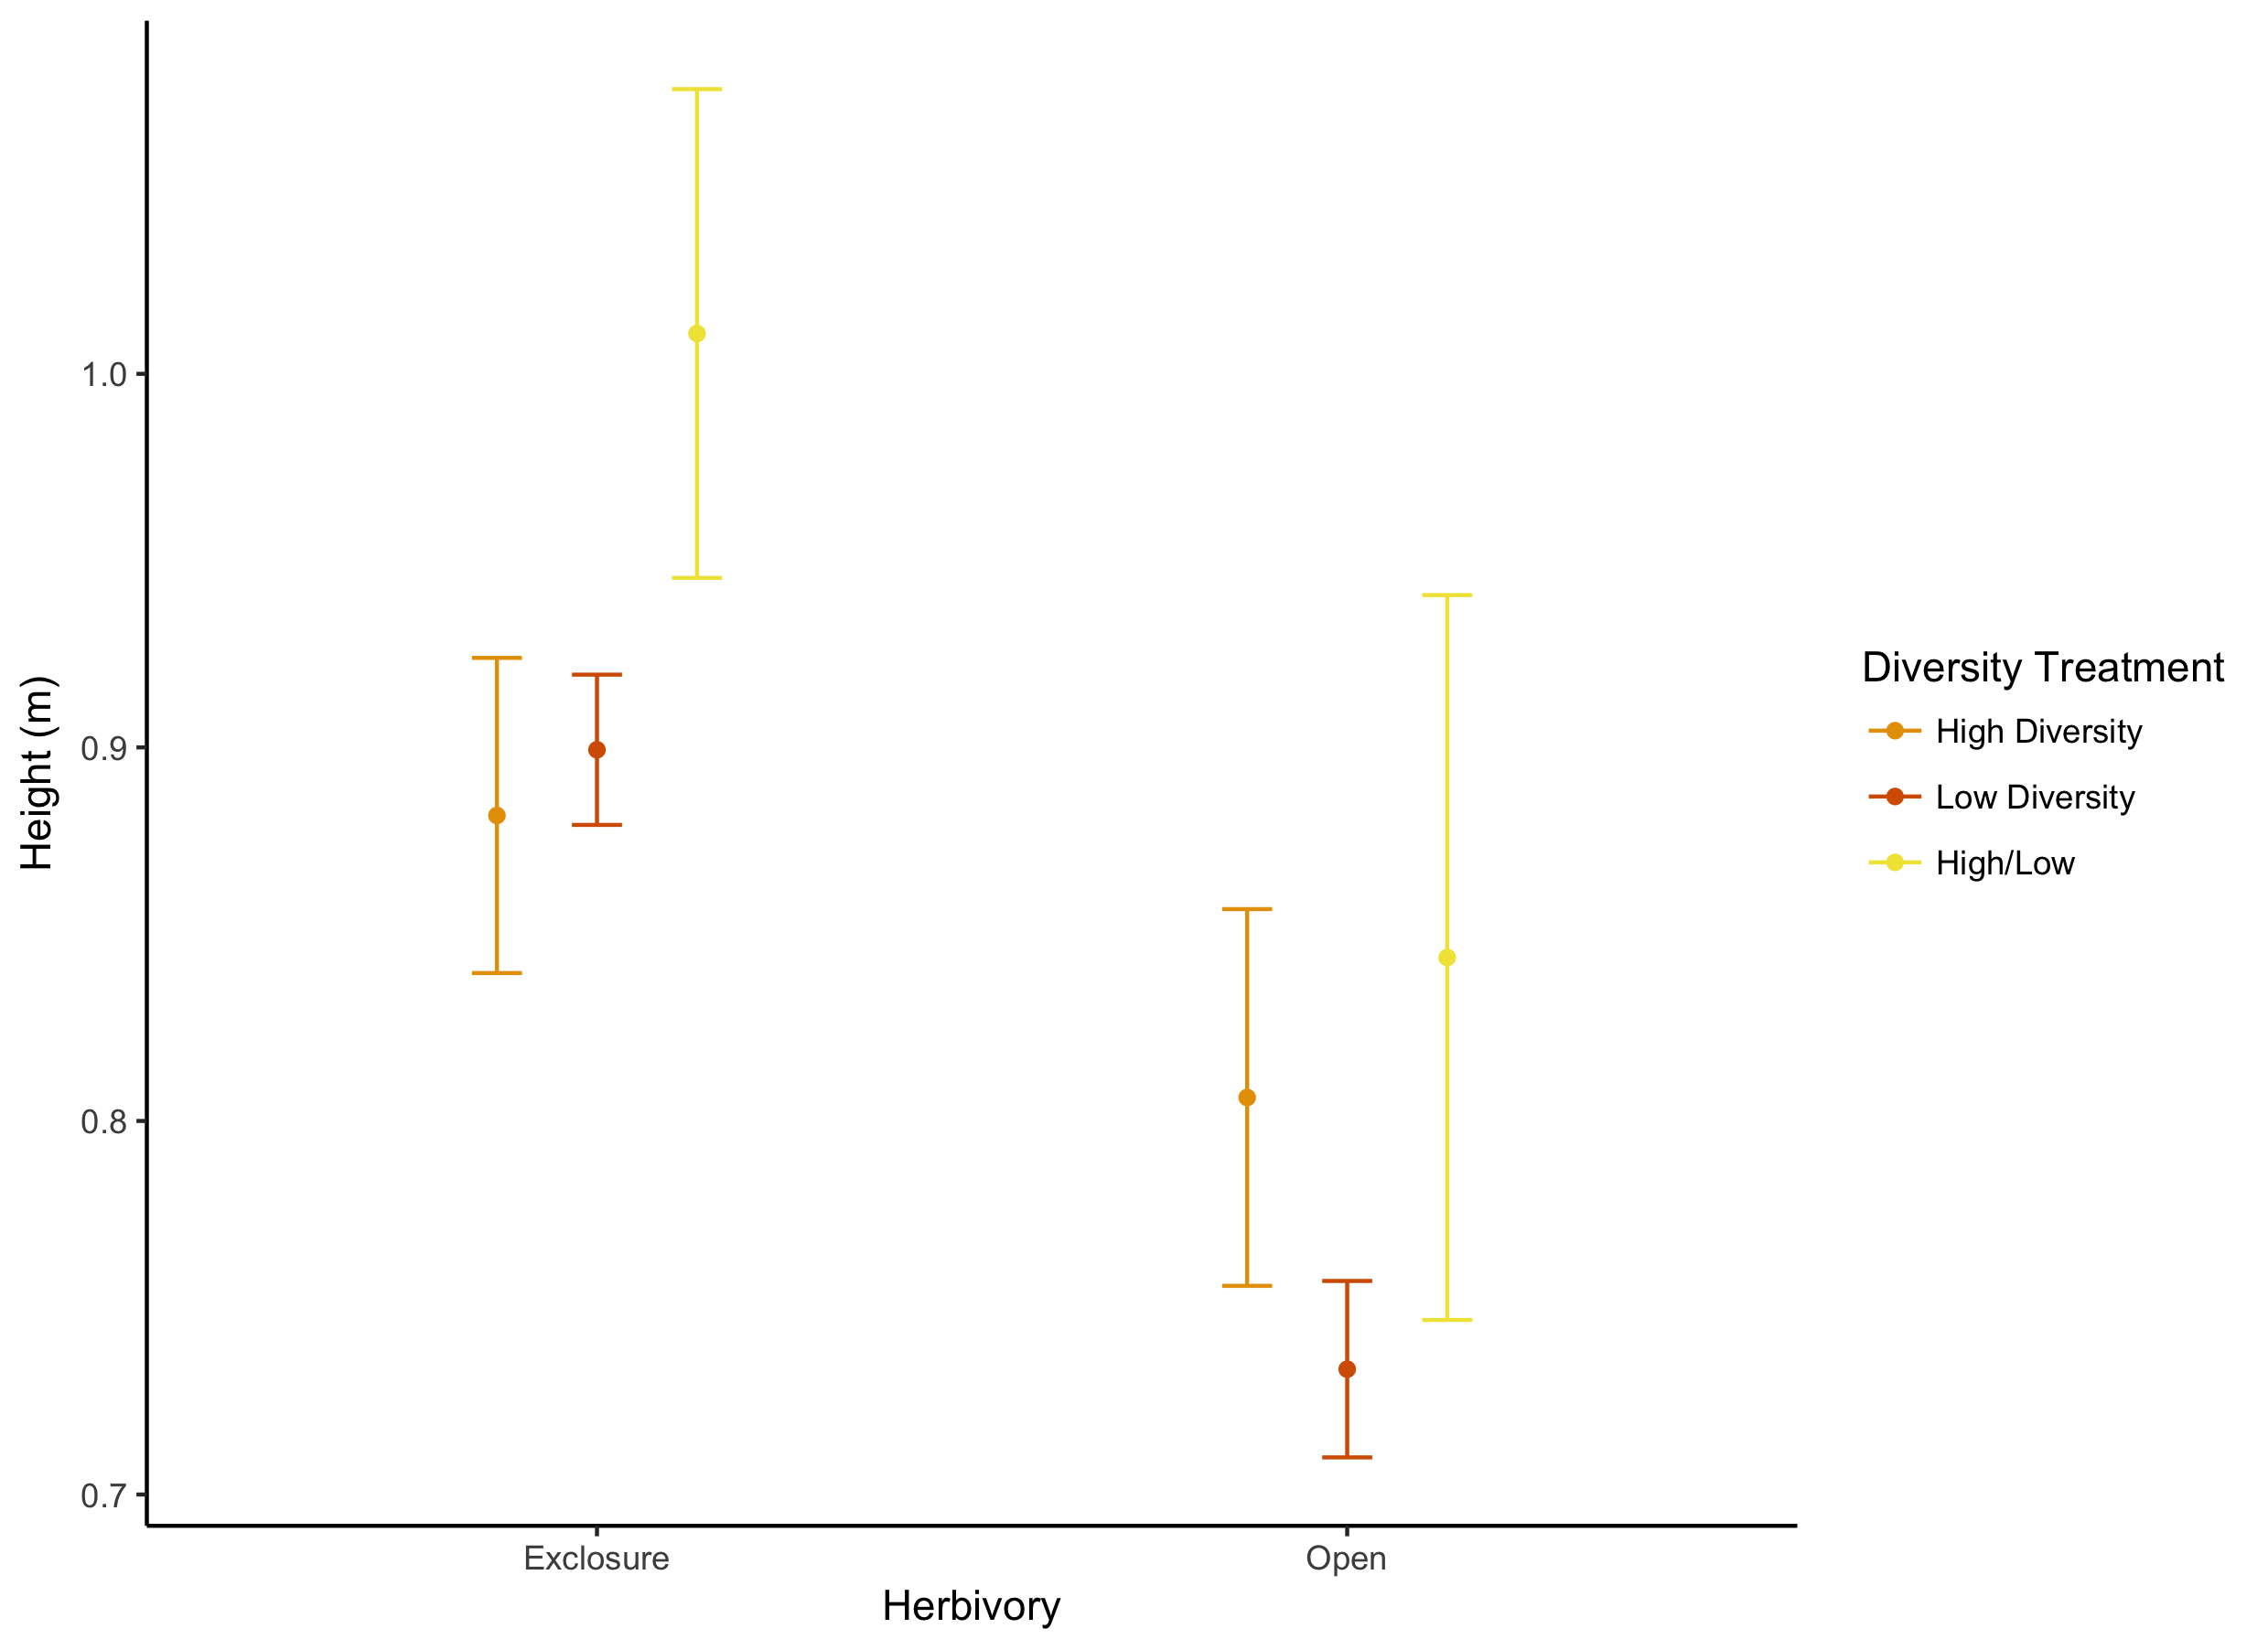 Height (m)
1.0
0.9
0.8
0.7
Exclosure
Open
Herbivory
Diversity Treatment
High Diversity
Low Diversity
High/Low